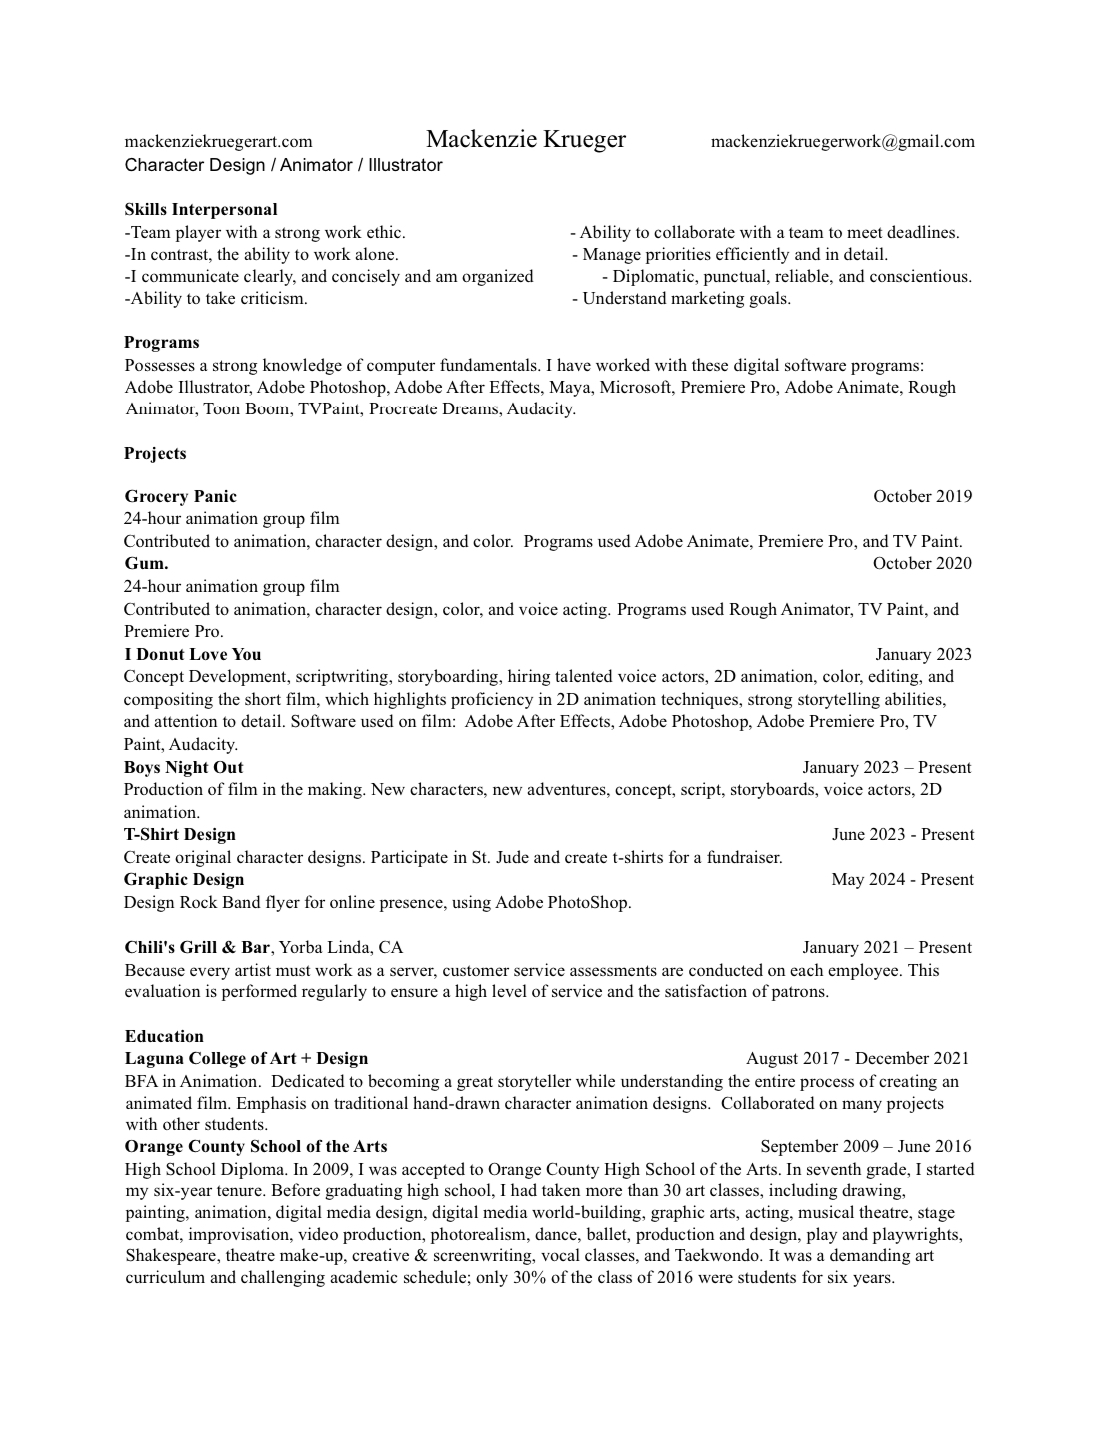 mackenziekruegerart.com Mackenzie Krueger mackenziekruegerwork@gmail.com
Character Design / Animator / Illustrator
Skills Interpersonal
-Team player with a strong work ethic. - Ability to collaborate with a team to meet deadlines.
-In contrast, the ability to work alone. - Manage priorities efficiently and in detail.
-I communicate clearly, and concisely and am organized - Diplomatic, punctual, reliable, and conscientious.
-Ability to take criticism. - Understand marketing goals.
Programs
Possesses a strong knowledge of computer fundamentals. I have worked with these digital software programs:
Adobe Illustrator, Adobe Photoshop, Adobe After Effects, Maya, Microsoft, Premiere Pro, Adobe Animate, Rough
Animator, Toon Boom, TVPaint, Procreate Dreams, Audacity.
Projects
Grocery Panic October 2019
24-hour animation group film
Contributed to animation, character design, and color. Programs used Adobe Animate, Premiere Pro, and TV Paint.
Gum. October 2020
24-hour animation group film
Contributed to animation, character design, color, and voice acting. Programs used Rough Animator, TV Paint, and
Premiere Pro.
I Donut Love You January 2023
Concept Development, scriptwriting, storyboarding, hiring talented voice actors, 2D animation, color, editing, and
compositing the short film, which highlights proficiency in 2D animation techniques, strong storytelling abilities,
and attention to detail. Software used on film: Adobe After Effects, Adobe Photoshop, Adobe Premiere Pro, TV
Paint, Audacity.
Boys Night Out January 2023 – Present
Production of film in the making. New characters, new adventures, concept, script, storyboards, voice actors, 2D
animation.
T-Shirt Design June 2023 - Present
Create original character designs. Participate in St. Jude and create t-shirts for a fundraiser.
Graphic Design May 2024 - Present
Design Rock Band flyer for online presence, using Adobe PhotoShop.
Chili's Grill & Bar, Yorba Linda, CA January 2021 – Present
Because every artist must work as a server, customer service assessments are conducted on each employee. This
evaluation is performed regularly to ensure a high level of service and the satisfaction of patrons.
Education
Laguna College of Art + Design August 2017 - December 2021
BFA in Animation. Dedicated to becoming a great storyteller while understanding the entire process of creating an
animated film. Emphasis on traditional hand-drawn character animation designs. Collaborated on many projects
with other students.
Orange County School of the Arts September 2009 – June 2016
High School Diploma. In 2009, I was accepted to Orange County High School of the Arts. In seventh grade, I started
my six-year tenure. Before graduating high school, I had taken more than 30 art classes, including drawing,
painting, animation, digital media design, digital media world-building, graphic arts, acting, musical theatre, stage
combat, improvisation, video production, photorealism, dance, ballet, production and design, play and playwrights,
Shakespeare, theatre make-up, creative & screenwriting, vocal classes, and Taekwondo. It was a demanding art
curriculum and challenging academic schedule; only 30% of the class of 2016 were students for six years.